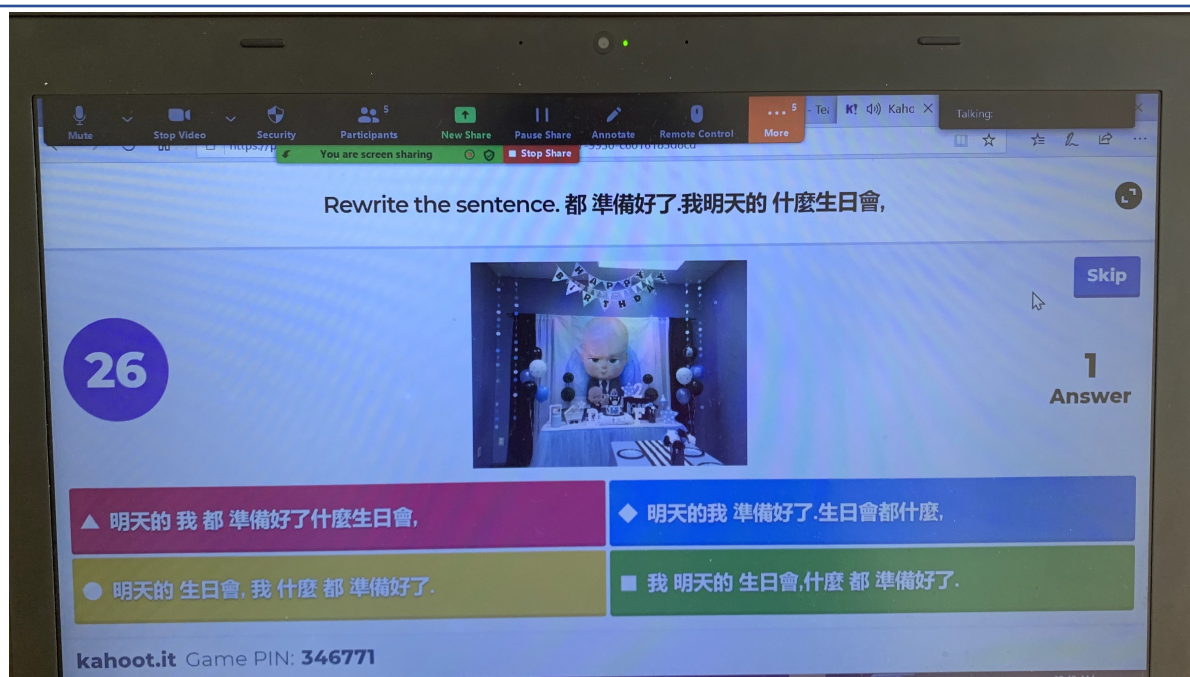 5
5
- Tea
K! Kaho
Talking:
Mute
Stop Video
Security
Participants
New Share
Pause Share
Annotate
Remote Control
More
You are screen sharing
Stop Share
Rewrite the sentence. 都 準備好了.我明天的 什麼生日會,
Skip
HAPPY
BIRTHDAY
26
1
Answer
明天的 我 都 準備好了什麼生日會,
明天的我 準備好了.生日會都什麼,
明天的 生日會, 我 什麼 都 準備好了.
我 明天的 生日會,什麼 都 準備好了.
kahoot.it Game PIN: 346771